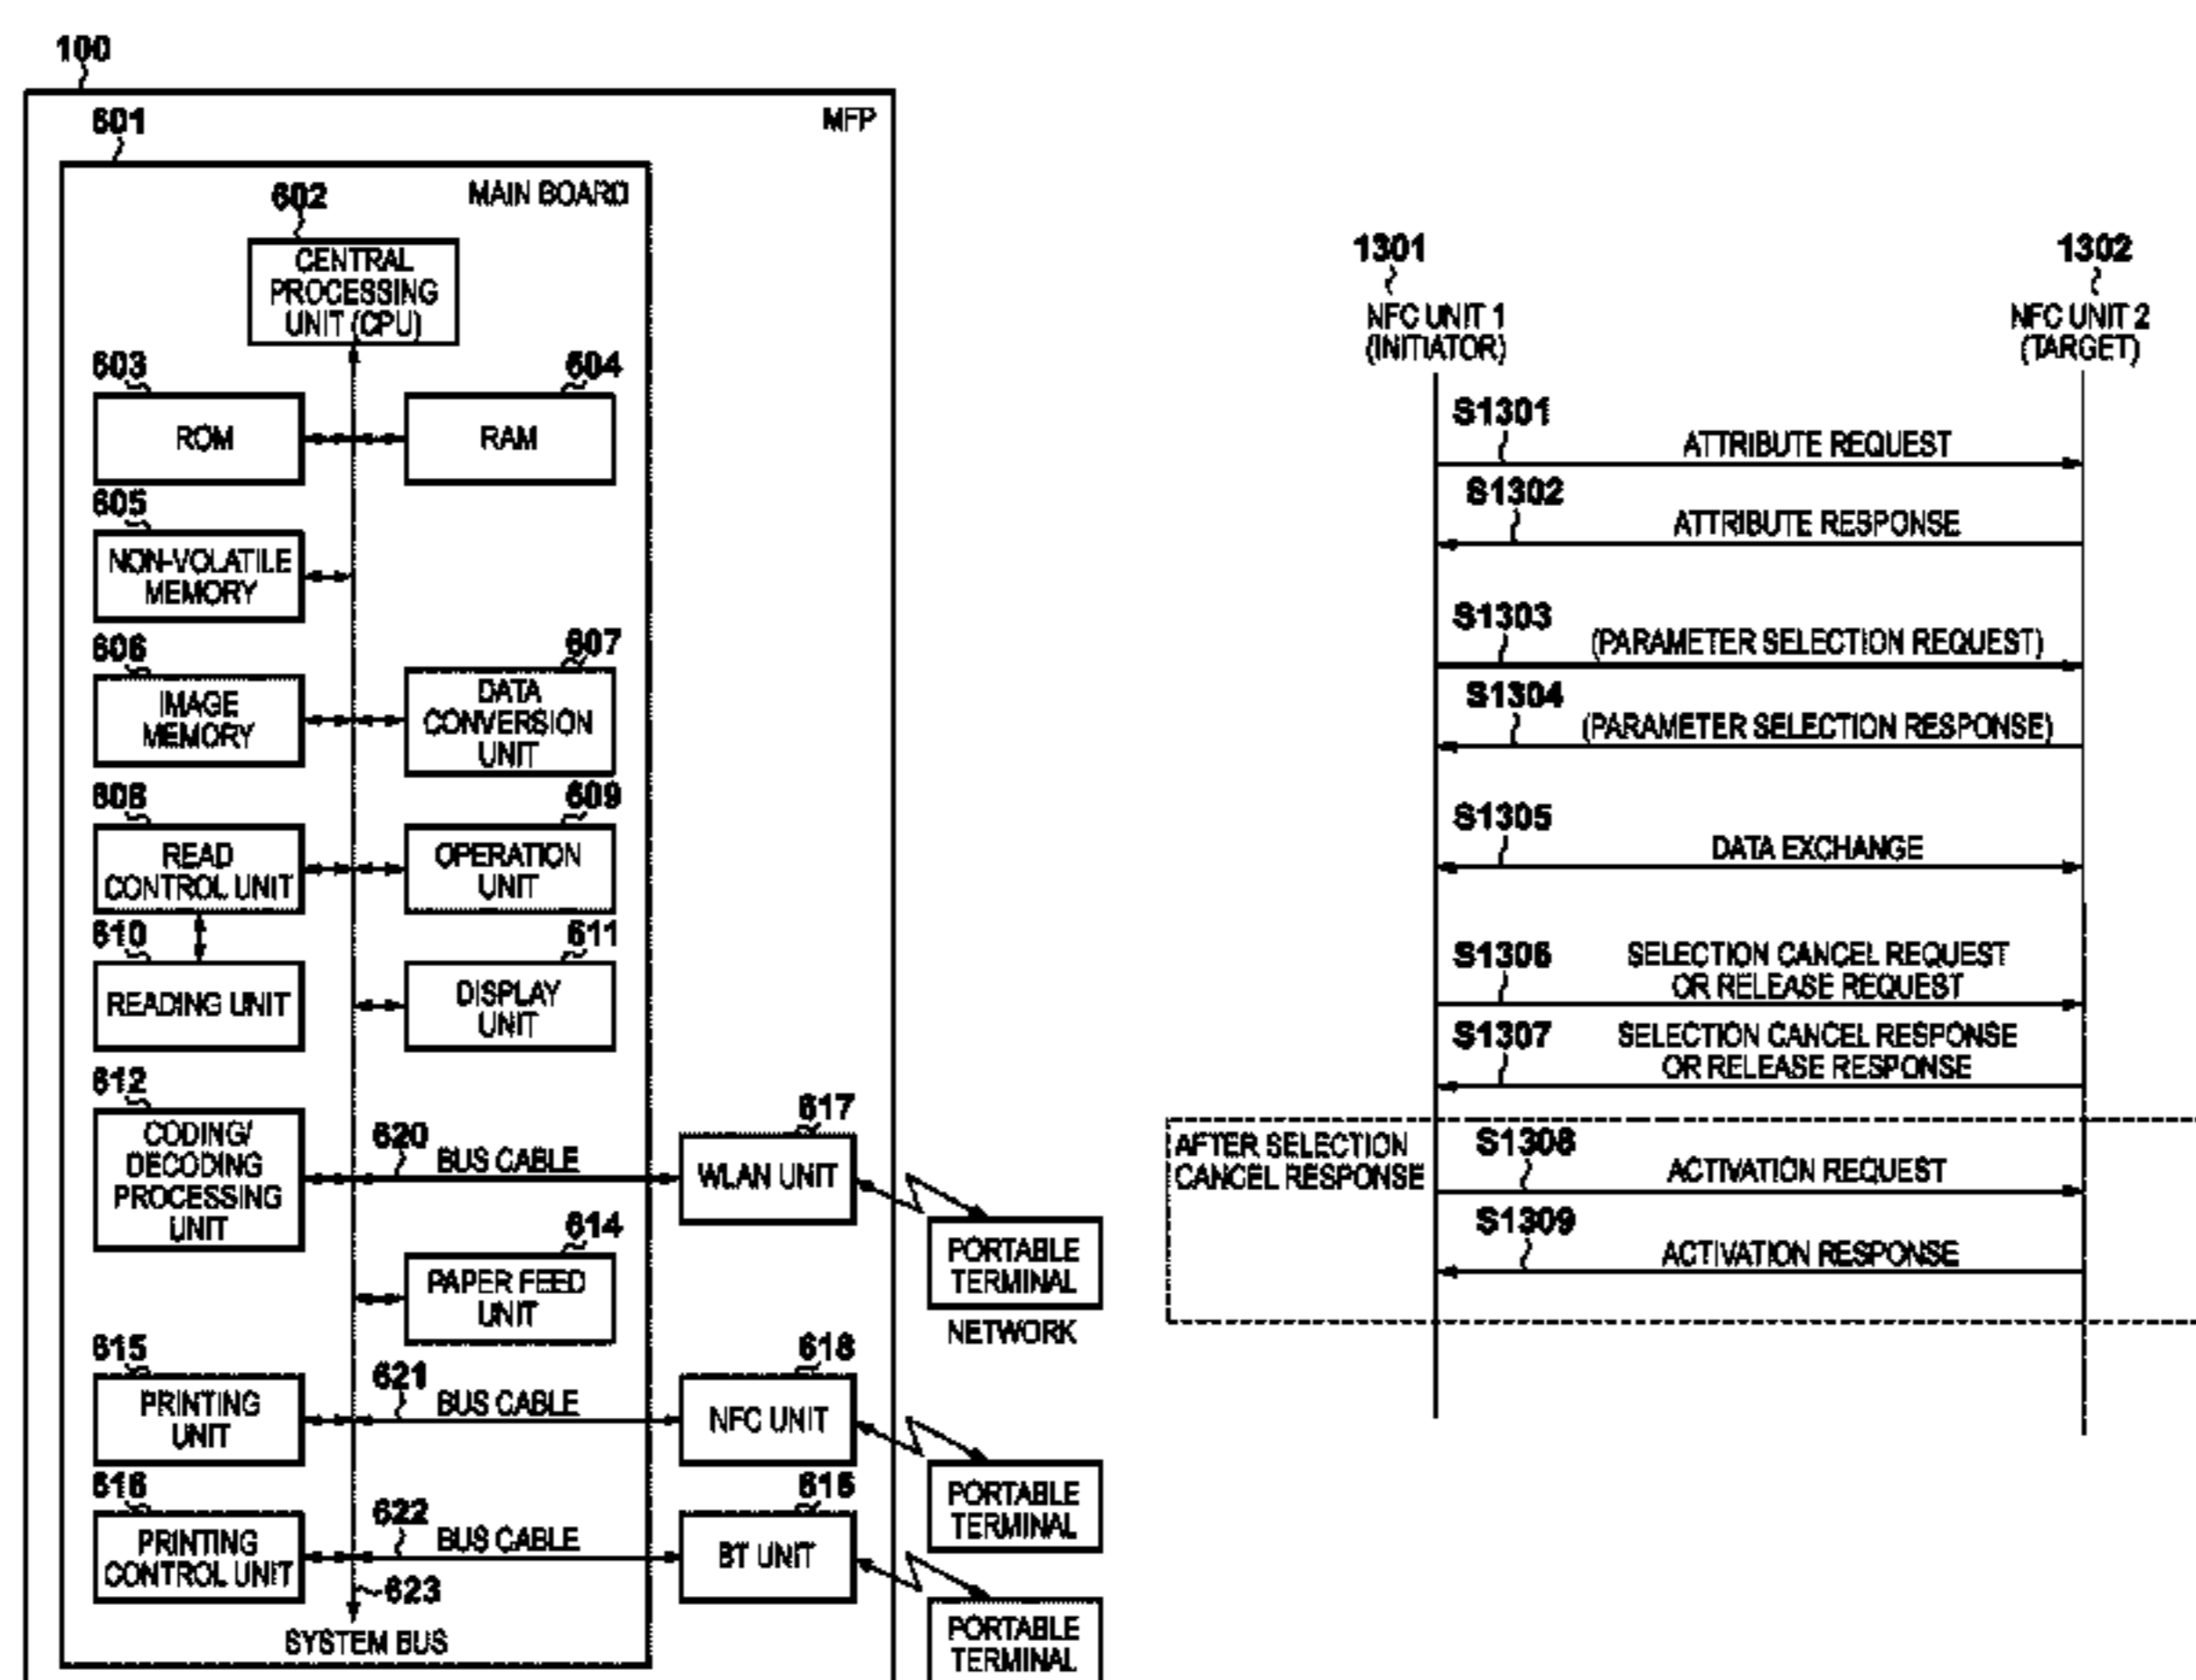 100
MFP
601
MAIN BOARD
602
CENTRAL
PROCESSING
UNIT (CPU)
603
ROM
604
RAM
605
NON-VOLATILE
MEMORY
606
IMAGE
MEMORY
607
DATA
CONVERSION
UNIT
608
READ
CONTROL UNIT
609
OPERATION
UNIT
610
READING UNIT
611
DISPLAY
UNIT
612
CODING/
DECODING
PROCESSING
UNIT
620
BUS CABLE
617
WLAN UNIT
PORTABLE
TERMINAL
NETWORK
614
PAPER FEED
UNIT
615
PRINTING
UNIT
621
BUS CABLE
618
NFC UNIT
PORTABLE
TERMINAL
616
PRINTING
CONTROL UNIT
622
BUS CABLE
BT UNIT
PORTABLE
TERMINAL
623
SYSTEM BUS
1301
NFC UNIT 1
(INITIATOR)
1302
NFC UNIT 2
(TARGET)
S1301
ATTRIBUTE REQUEST
S1302
ATTRIBUTE RESPONSE
S1303
(PARAMETER SELECTION REQUEST)
S1304
(PARAMETER SELECTION RESPONSE)
S1305
DATA EXCHANGE
S1306
SELECTION CANCEL REQUEST
OR RELEASE REQUEST
S1307
SELECTION CANCEL RESPONSE
OR RELEASE RESPONSE
AFTER SELECTION
CANCEL RESPONSE
S1308
ACTIVATION REQUEST
S1309
ACTIVATION RESPONSE